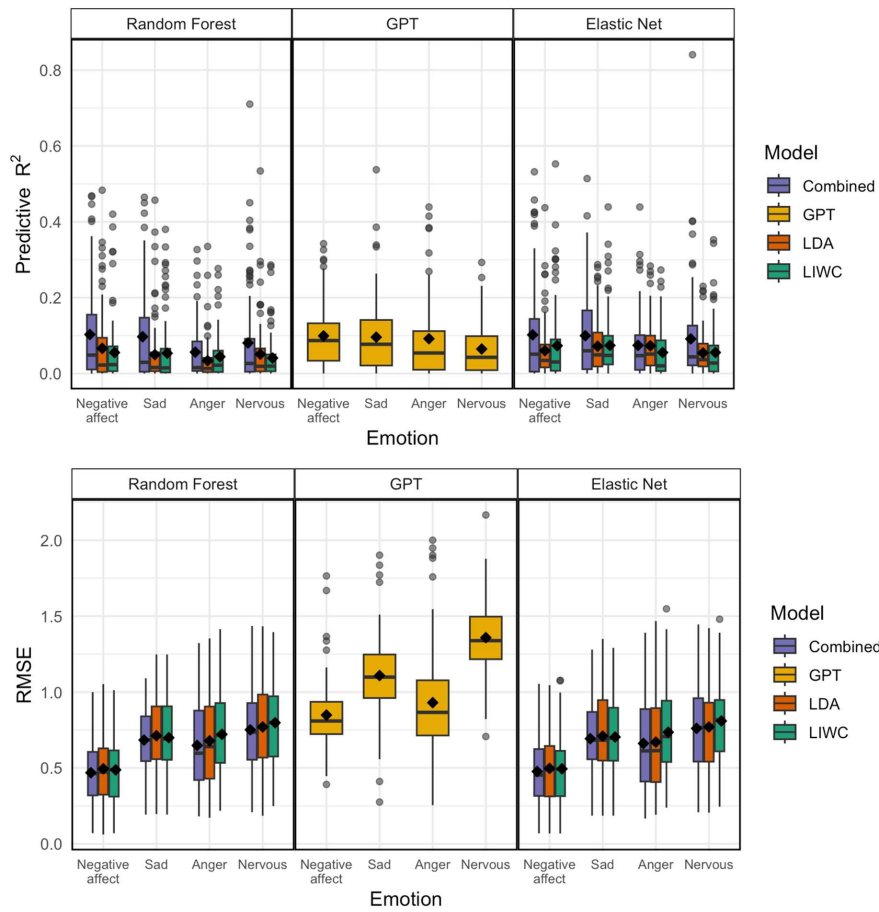 Random Forest GPT Elastic Net
Predictive R²
0.8
0.6
0.4
0.2
0.0
Negative affect Sad Anger Nervous Negative affect Sad Anger Nervous Negative affect Sad Anger Nervous
Emotion
Model
Combined
GPT
LDA
LIWC
Random Forest GPT Elastic Net
RMSE
2.0
1.5
1.0
0.5
0.0
Negative affect Sad Anger Nervous Negative affect Sad Anger Nervous Negative affect Sad Anger Nervous
Emotion
Model
Combined
GPT
LDA
LIWC